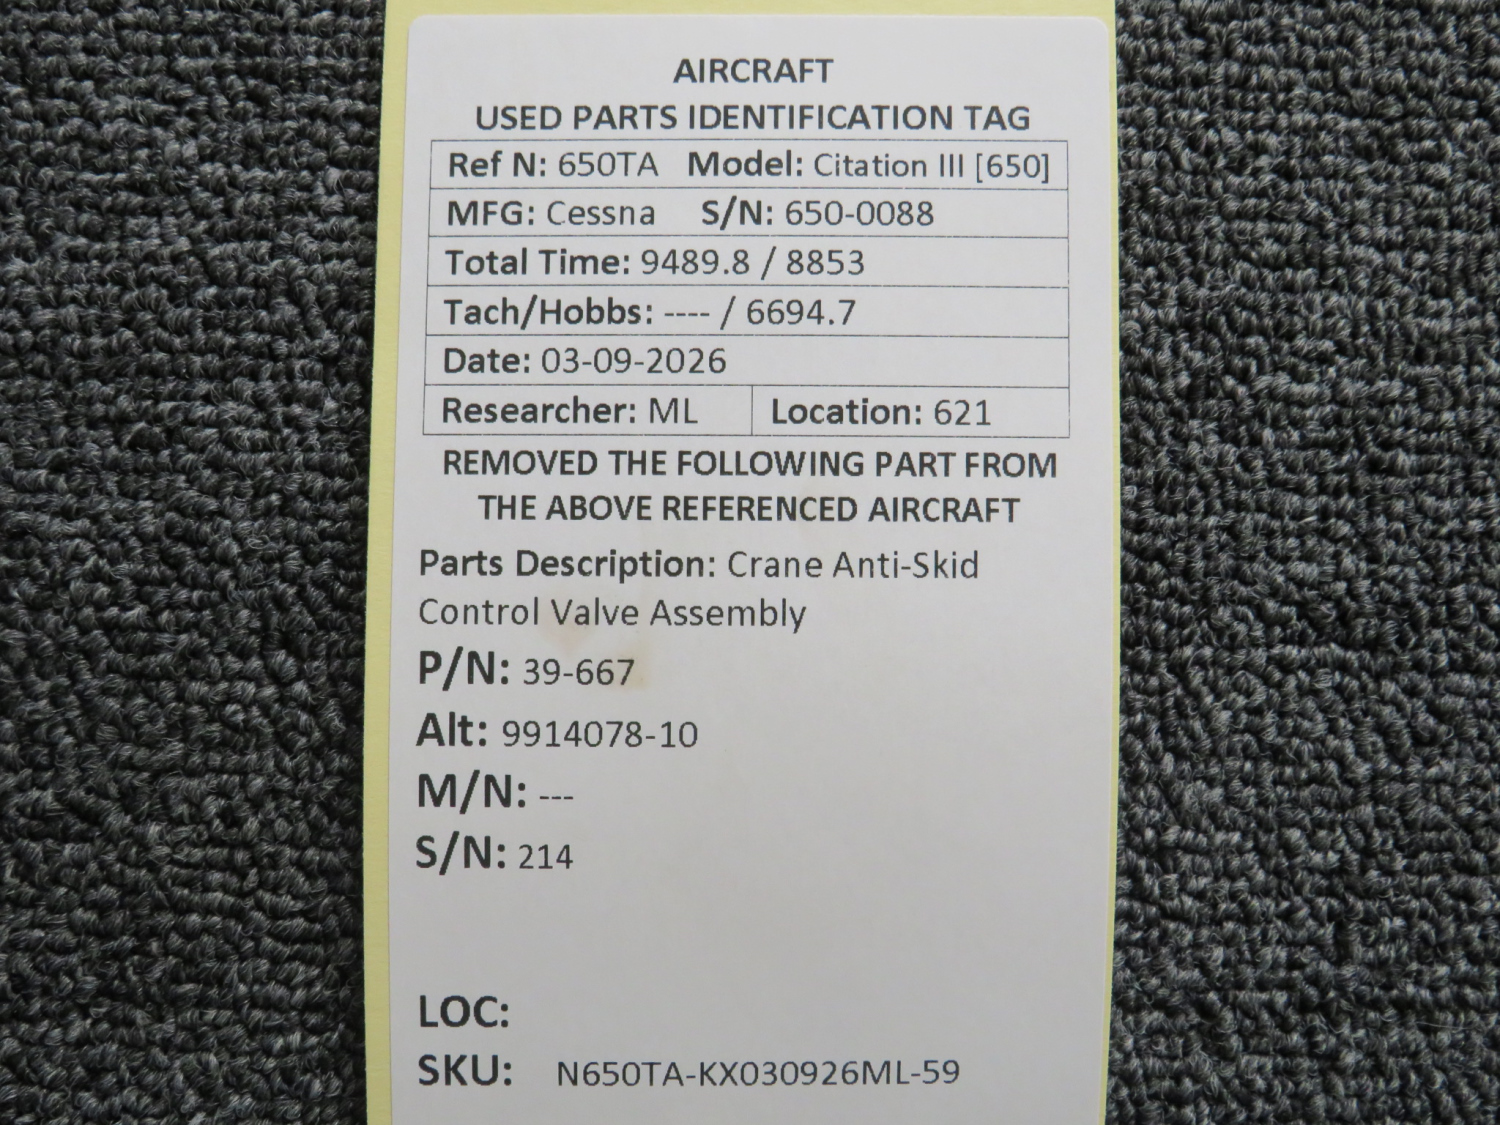 AIRCRAFT
USED PARTS IDENTIFICATION TAG
Ref N: 650TA Model: Citation III [650]
MFG: Cessna S/N: 650-0088
Total Time: 9489.8 / 8853
Tach/Hobbs: ---- / 6694.7
Date: 03-09-2026
Researcher: ML Location: 621
REMOVED THE FOLLOWING PART FROM
THE ABOVE REFERENCED AIRCRAFT
Parts Description: Crane Anti-Skid
Control Valve Assembly
P/N: 39-667
Alt: 9914078-10
M/N: ---
S/N: 214
LOC:
SKU: N650TA-KX030926ML-59